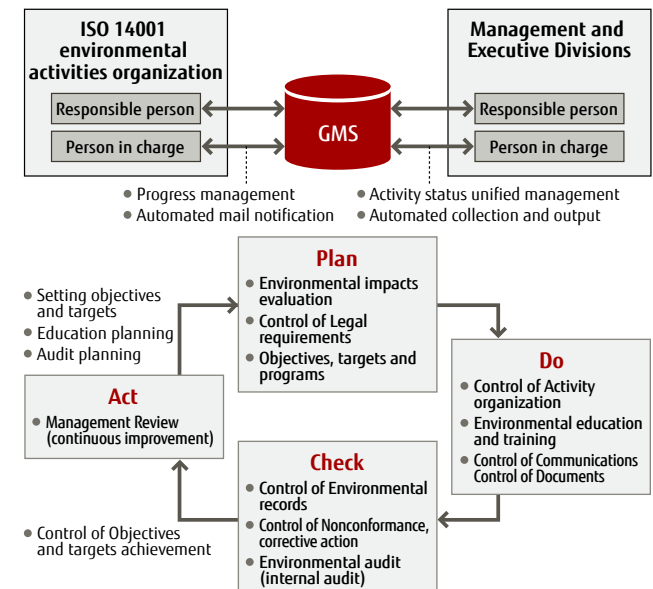 ISO 14001
environmental
activities organization
Responsible person
Person in charge
GMS
Management and
Executive Divisions
Responsible person
Person in charge
• Progress management
• Automated mail notification
• Activity status unified management
• Automated collection and output
Plan
• Environmental impacts
evaluation
• Control of Legal
requirements
• Objectives, targets and
programs
• Setting objectives
and targets
• Education planning
• Audit planning
Do
• Control of Activity
organization
• Environmental education
and training
• Control of Communications
Control of Documents
Act
• Management Review
(continuous improvement)
Check
• Control of Environmental
records
• Control of Nonconformance,
corrective action
• Environmental audit
(internal audit)
• Control of Objectives
and targets achievement